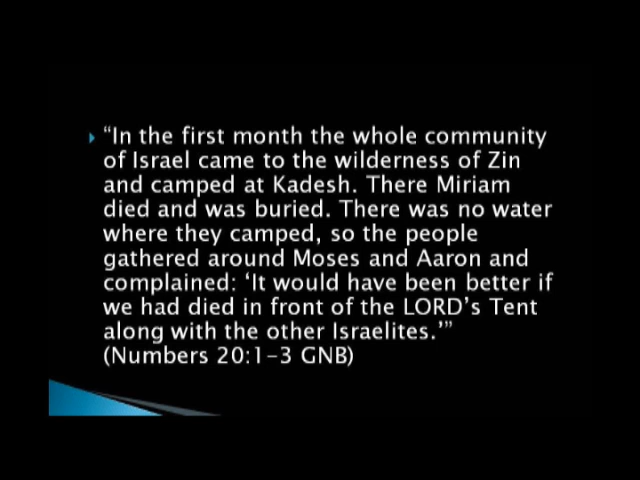 “In the first month the whole community
of Israel came to the wilderness of Zin
and camped at Kadesh. There Miriam
died and was buried. There was no water
where they camped, so the people
gathered around Moses and Aaron and
complained: ‘It would have been better if
we had died in front of the LORD’s Tent
along with the other Israelites.’”
(Numbers 20:1-3 GNB)